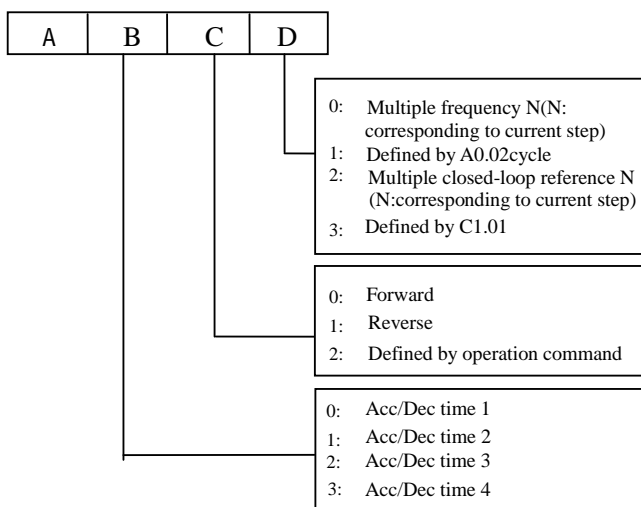 A B C D
0: Multiple frequency N(N:
corresponding to current step)
1: Defined by A0.02cycle
2: Multiple closed-loop reference N
(N:corresponding to current step)
3: Defined by C1.01
0: Forward
1: Reverse
2: Defined by operation command
0: Acc/Dec time 1
1: Acc/Dec time 2
2: Acc/Dec time 3
3: Acc/Dec time 4